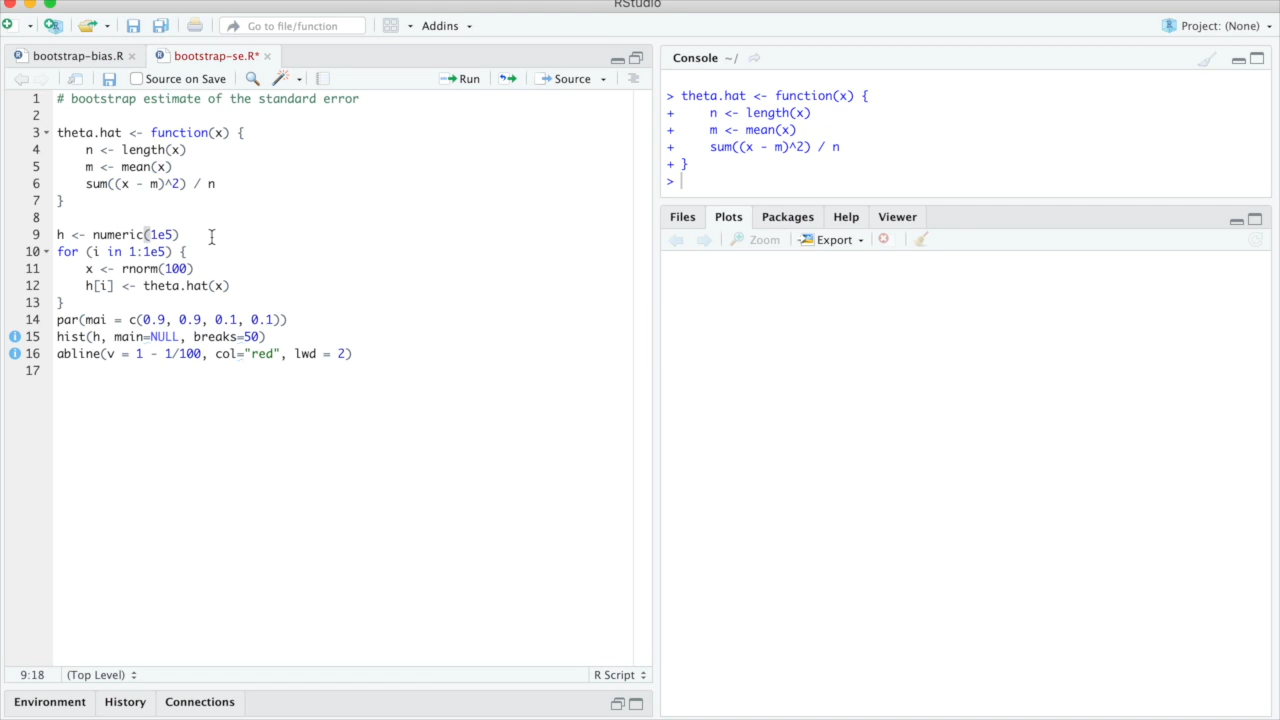 RStudio
Go to file/function
Addins
Project: (None)
bootstrap-bias.R
bootstrap-se.R*
Source on Save
Run
Source
1 # bootstrap estimate of the standard error
2
3 theta.hat <- function(x) {
4 n <- length(x)
5 m <- mean(x)
6 sum((x - m)^2) / n
7 }
8
9 h <- numeric(1e5)
10 for (i in 1:1e5) {
11 x <- rnorm(100)
12 h[i] <- theta.hat(x)
13 }
14 par(mai = c(0.9, 0.9, 0.1, 0.1))
15 hist(h, main=NULL, breaks=50)
16 abline(v = 1 - 1/100, col="red", lwd = 2)
17
9:18 (Top Level) R Script
Environment History Connections
Console ~/
> theta.hat <- function(x) {
+ n <- length(x)
+ m <- mean(x)
+ sum((x - m)^2) / n
+ }
>
Files Plots Packages Help Viewer
Zoom Export